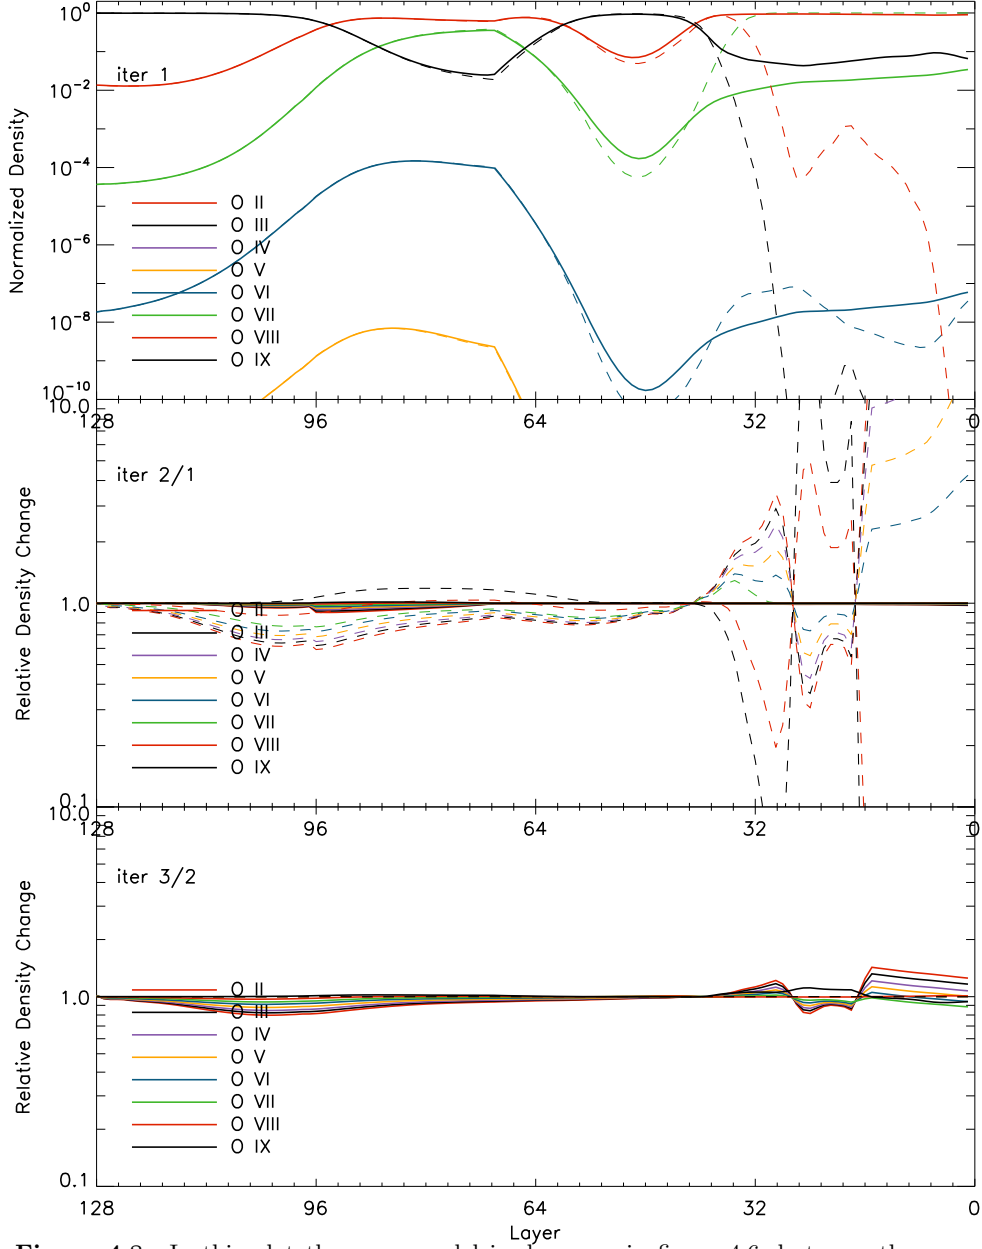 10^0
iter 1
10^-2
10^-4
10^-6
10^-8
10^-10
Normalized Density
O II
O III
O IV
O V
O VI
O VII
O VIII
O IX
128 96 64 32 0
10.0
iter 2/1
1.0
0.1
Relative Density Change
O II
O III
O IV
O V
O VI
O VII
O VIII
O IX
128 96 64 32 0
10.0
iter 3/2
1.0
0.1
Relative Density Change
O II
O III
O IV
O V
O VI
O VII
O VIII
O IX
128 96 64 32 0
Layer